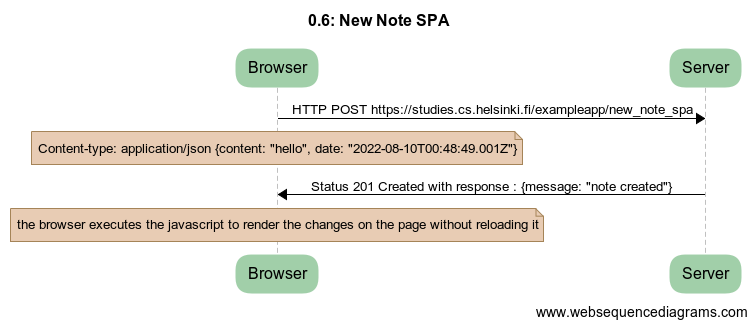 0.6: New Note SPA
Browser
Server
HTTP POST https://studies.cs.helsinki.fi/exampleapp/new_note_spa
Content-type: application/json {content: "hello", date: "2022-08-10T00:48:49.001Z"}
Status 201 Created with response : {message: "note created"}
the browser executes the javascript to render the changes on the page without reloading it
Browser
Server
www.websequencediagrams.com